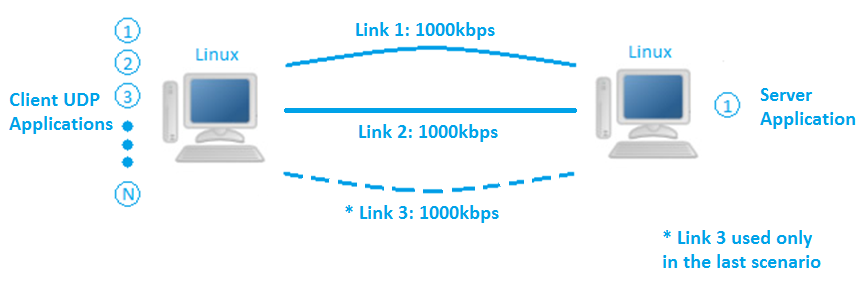 Link 1: 1000kbps
1
Linux
Linux
2
3
Client UDP
Applications
1
Server
Application
Link 2: 1000kbps
N
* Link 3: 1000kbps
* Link 3 used only
in the last scenario